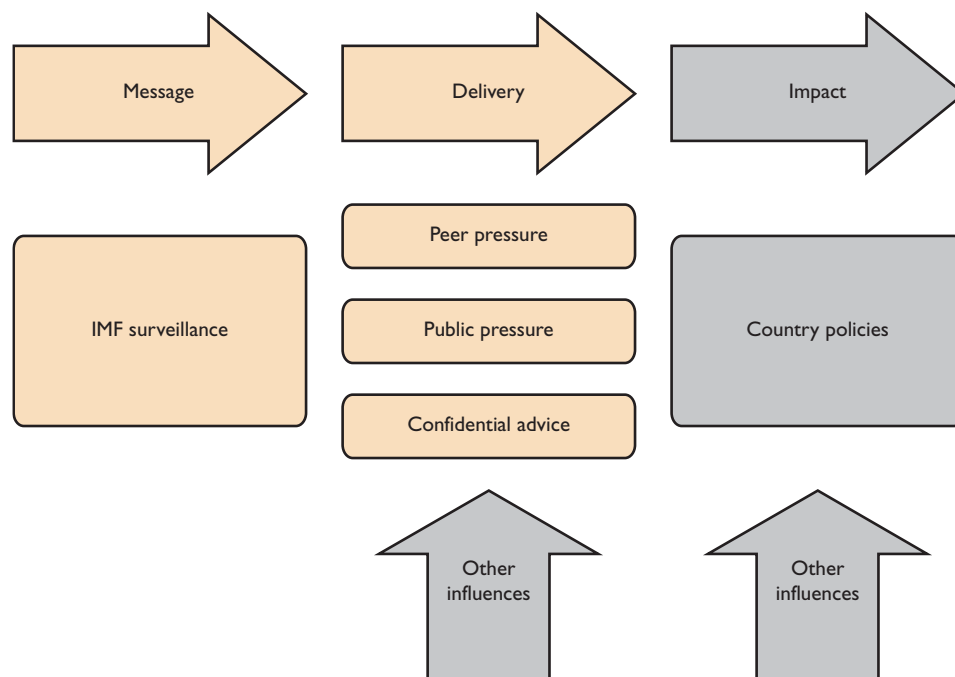 Message
Delivery
Impact
IMF surveillance
Peer pressure
Public pressure
Confidential advice
Country policies
Other
influences
Other
influences